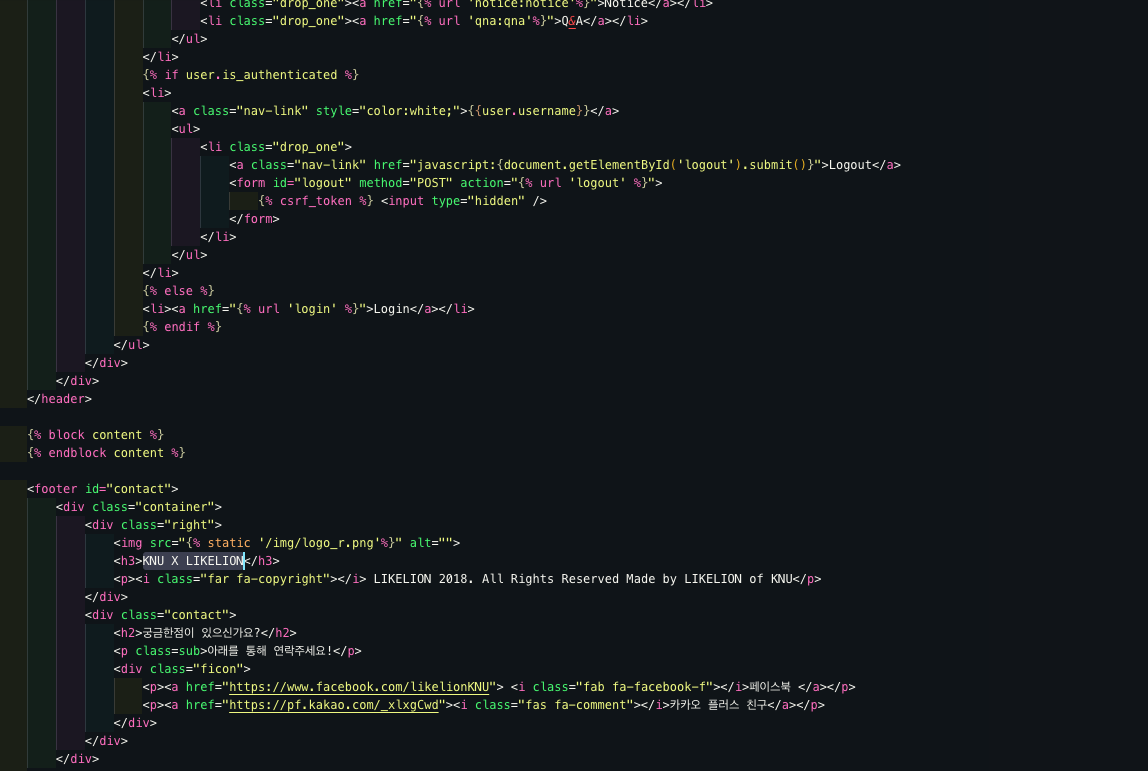 <li class="drop_one"><a href="{% url 'notice:notice'%}">Notice</a></li>
<li class="drop_one"><a href="{% url 'qna:qna'%}">Q&A</a></li>
</ul>
</li>
{% if user.is_authenticated %}
<li>
<a class="nav-link" style="color:white;">{{user.username}}</a>
<ul>
<li class="drop_one">
<a class="nav-link" href="javascript:{document.getElementById('logout').submit()}">Logout</a>
<form id="logout" method="POST" action="{% url 'logout' %}">
{% csrf_token %} <input type="hidden" />
</form>
</li>
</ul>
</li>
{% else %}
<li><a href="{% url 'login' %}">Login</a></li>
{% endif %}
</ul>
</div>
</div>
</header>
{% block content %}
{% endblock content %}
<footer id="contact">
<div class="container">
<div class="right">
<img src="{% static '/img/logo_r.png'%}" alt="">
<h3>KNU X LIKELION</h3>
<p><i class="far fa-copyright"></i> LIKELION 2018. All Rights Reserved Made by LIKELION of KNU</p>
</div>
<div class="contact">
<h2>궁금한점이 있으신가요?</h2>
<p class=sub>아래를 통해 연락주세요!</p>
<div class="ficon">
<p><a href="https://www.facebook.com/likelionKNU"> <i class="fab fa-facebook-f"></i>페이스북 </a></p>
<p><a href="https://pf.kakao.com/_xlxgCwd"><i class="fas fa-comment"></i>카카오 플러스 친구</a></p>
</div>
</div>
</div>